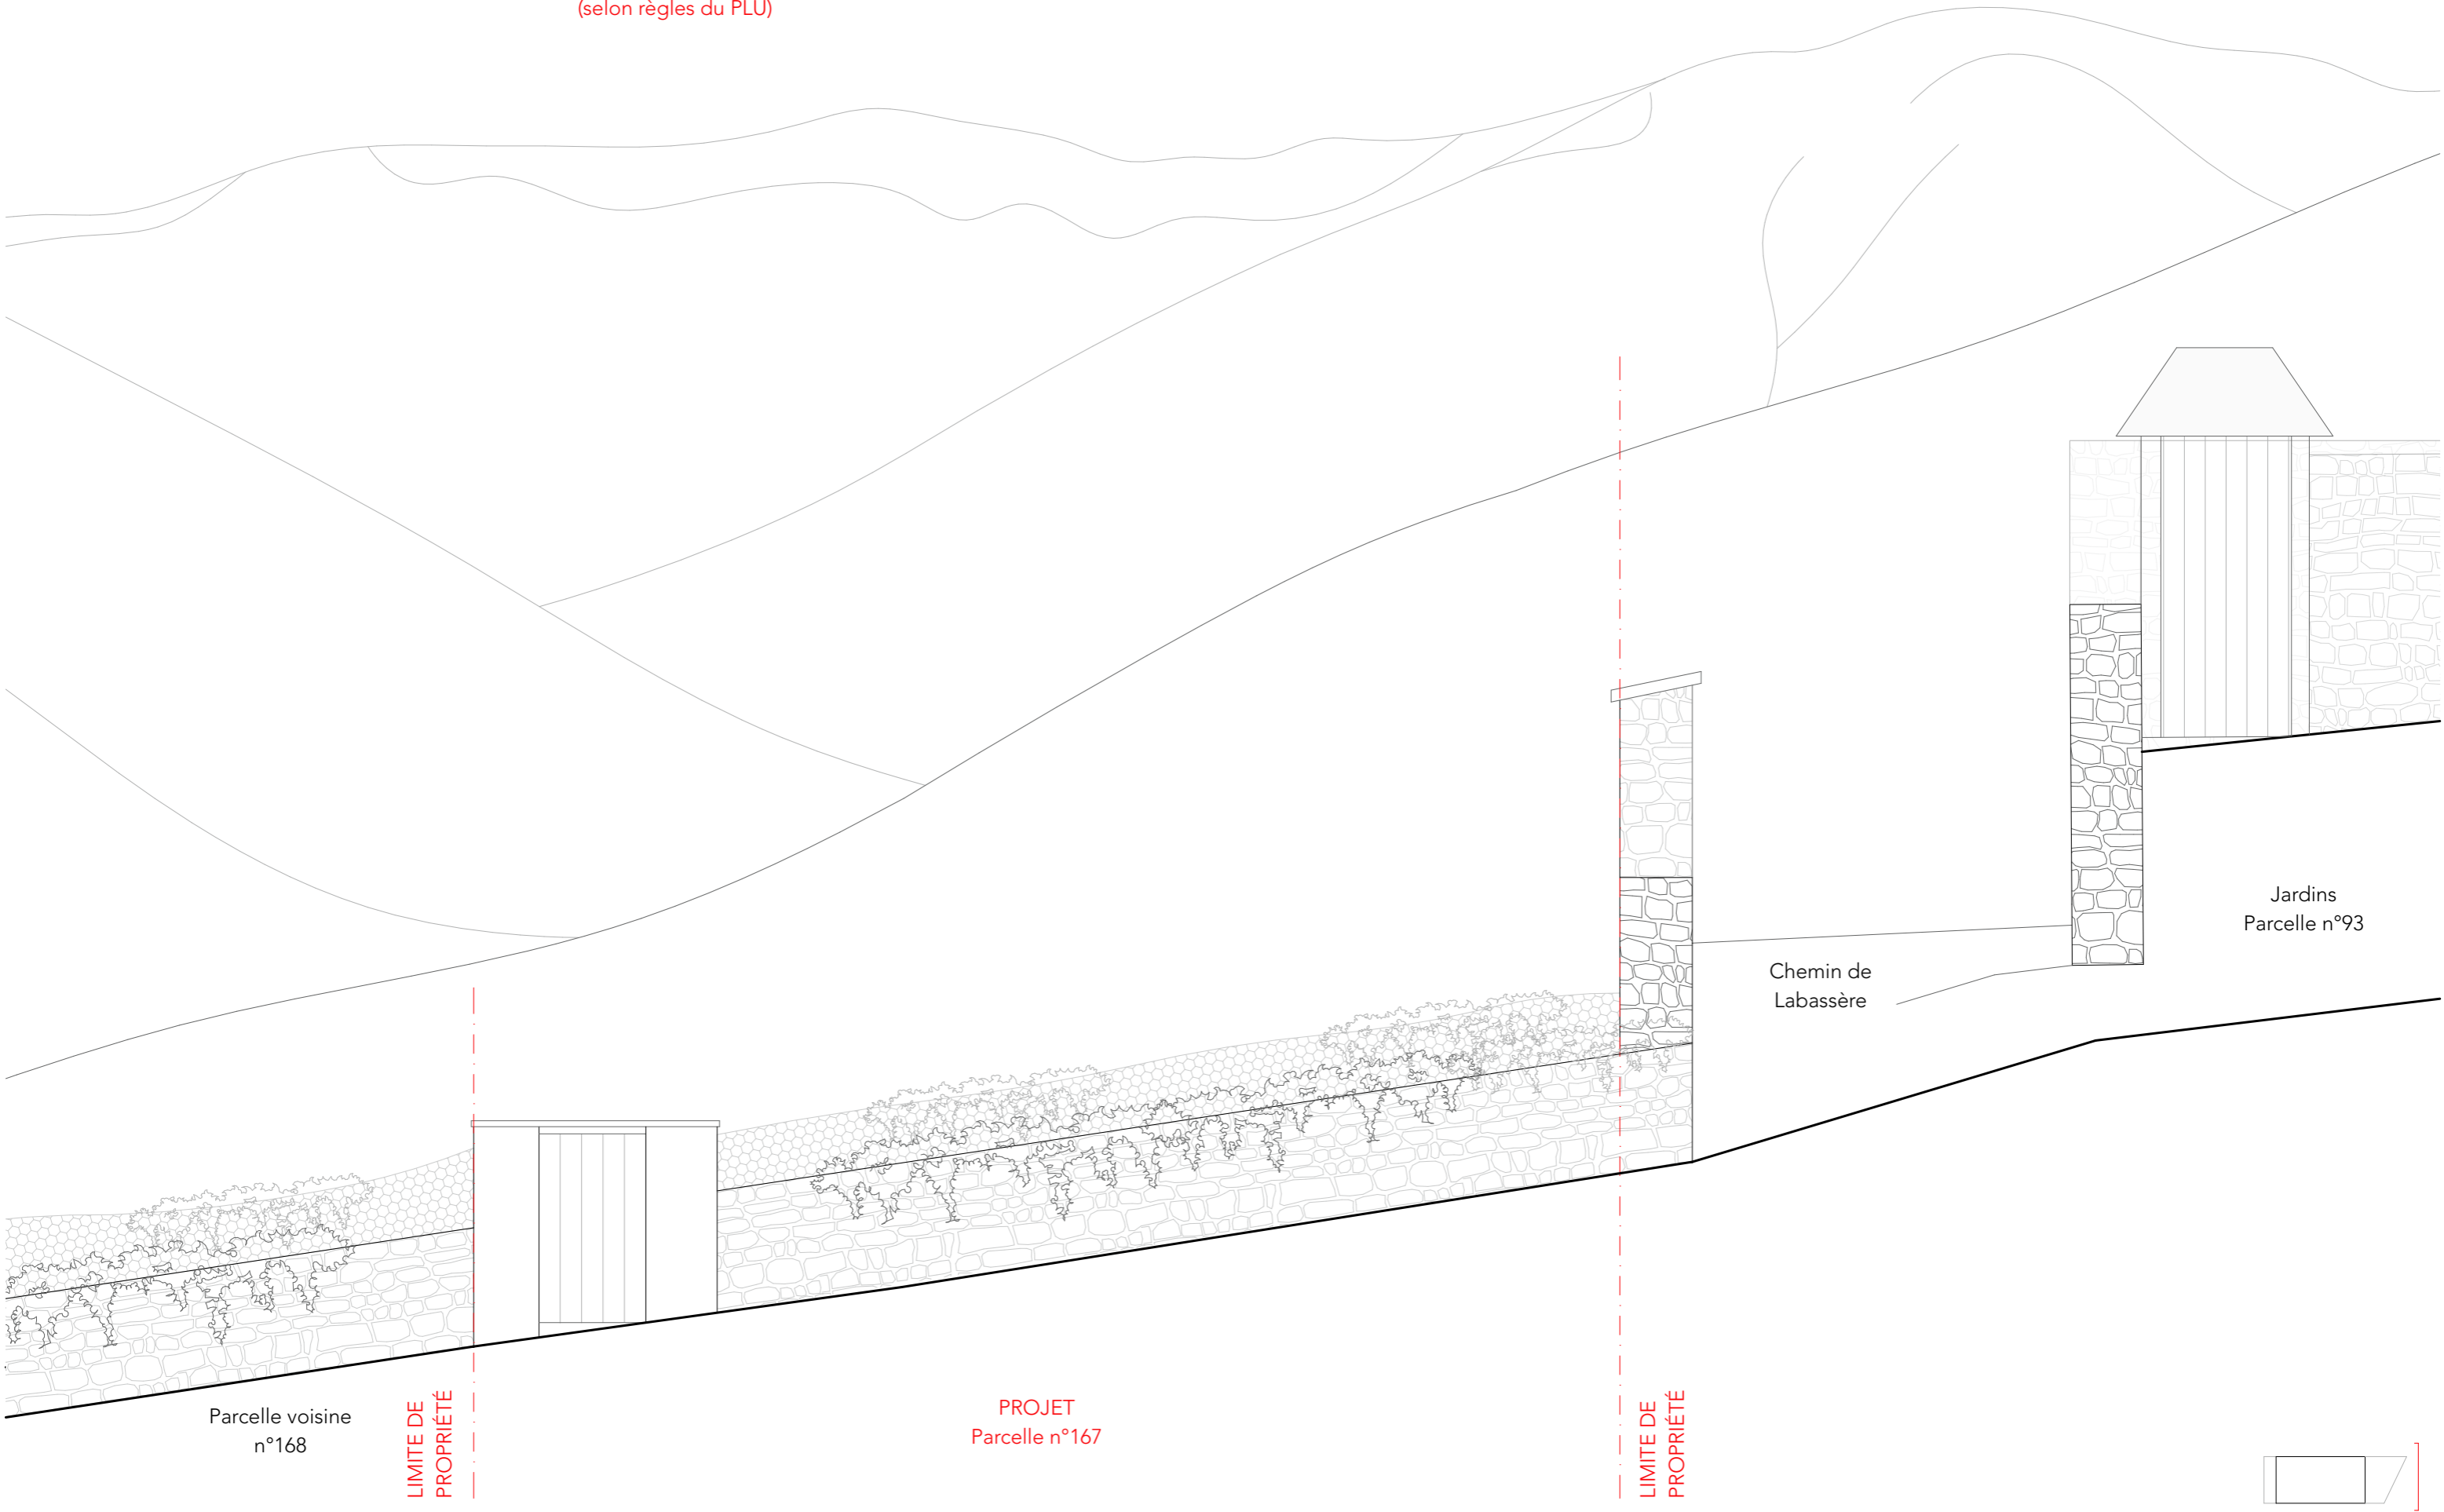 (selon règles du PLU)
Jardins
Parcelle n°93
Chemin de
Labassère
Parcelle voisine
n°168
LIMITE DE
PROPRIÉTÉ
PROJET
Parcelle n°167
LIMITE DE
PROPRIÉTÉ